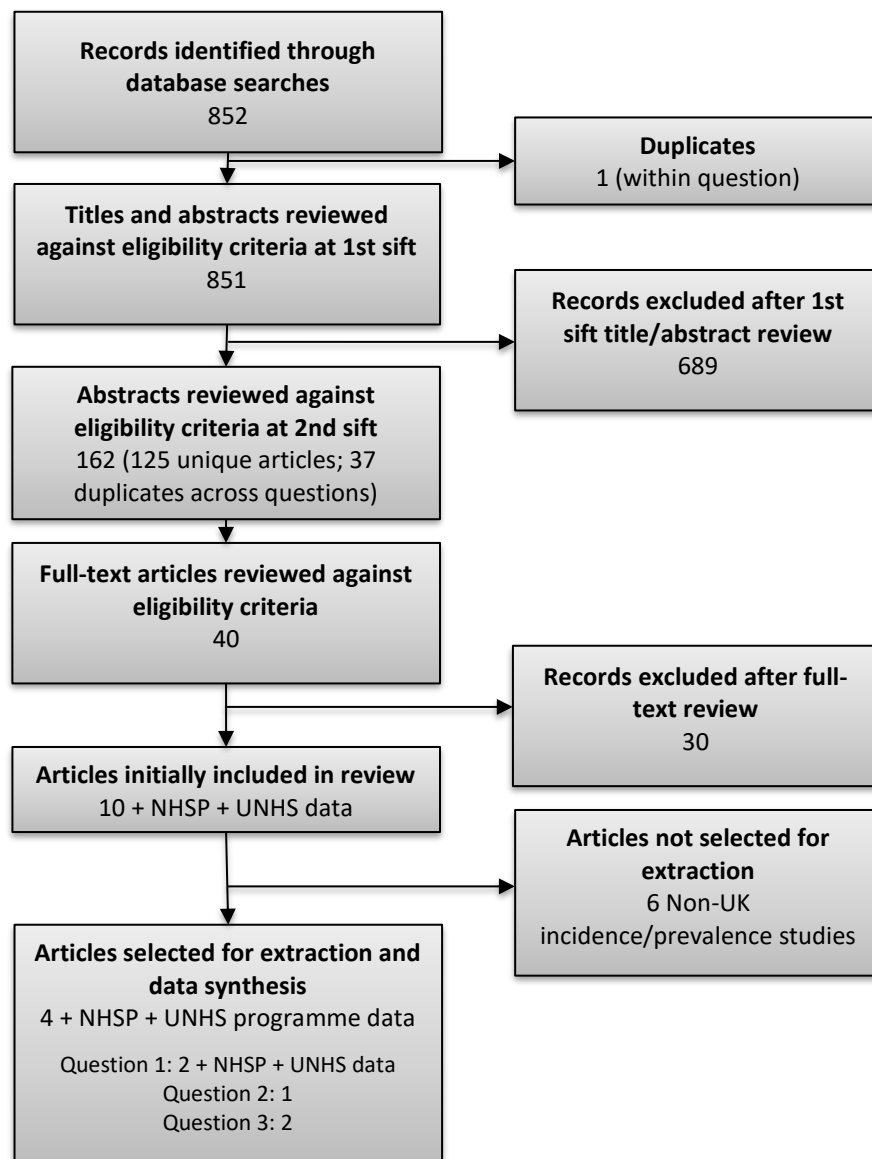 Records identified through
database searches
852
Duplicates
1 (within question)
Titles and abstracts reviewed
against eligibility criteria at 1st sift
851
Records excluded after 1st
sift title/abstract review
689
Abstracts reviewed against
eligibility criteria at 2nd sift
162 (125 unique articles; 37
duplicates across questions)
Full-text articles reviewed against
eligibility criteria
40
Records excluded after full-
text review
30
Articles initially included in review
10 + NHSP + UNHS data
Articles not selected for
extraction
6 Non-UK
incidence/prevalence studies
Articles selected for extraction and
data synthesis
4 + NHSP + UNHS programme data
Question 1: 2 + NHSP + UNHS data
Question 2: 1
Question 3: 2